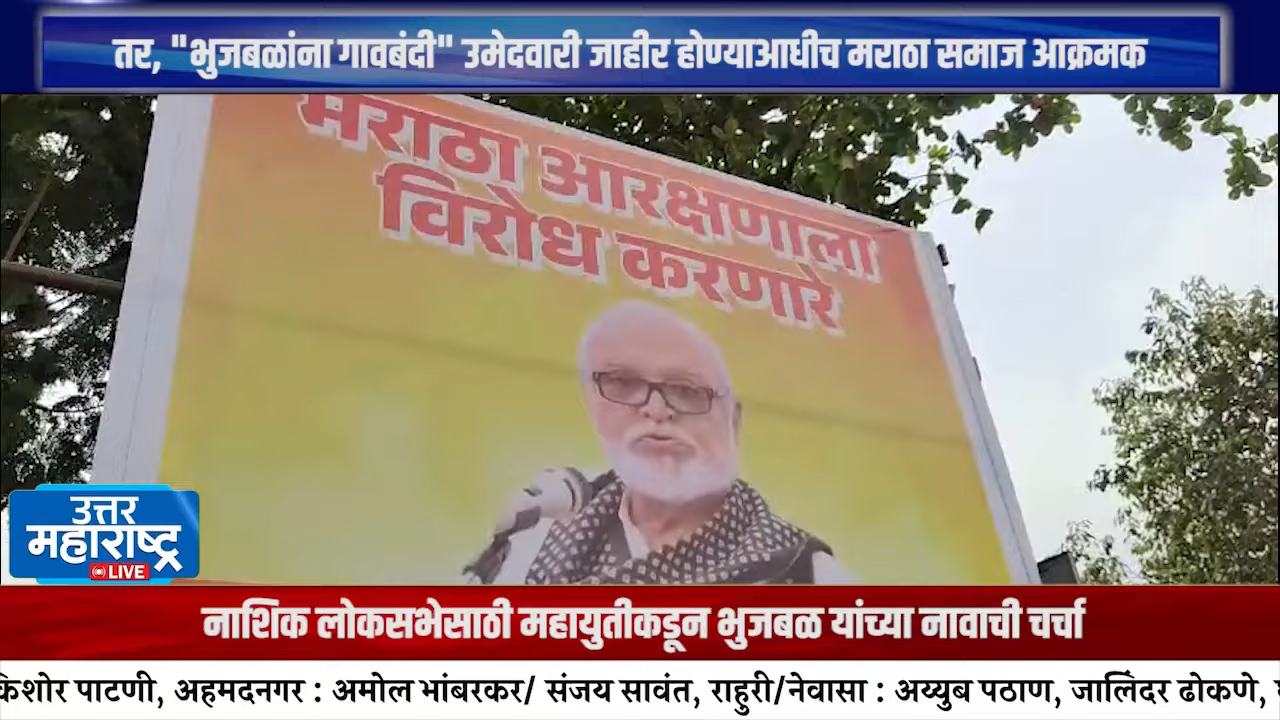 तर, "भुजबळांना गावबंदी" उमेदवारी जाहीर होण्याआधीच मराठा समाज आक्रमक
मराठा आरक्षणाला
विरोध करणारे
उत्तर
महाराष्ट्र
LIVE
नाशिक लोकसभेसाठी महायुतीकडून भुजबळ यांच्या नावाची चर्चा
किशोर पाटणी, अहमदनगर : अमोल भांबरकर/ संजय सावंत, राहुरी/नेवासा : अय्युब पठाण, जालिंदर ढोकणे,